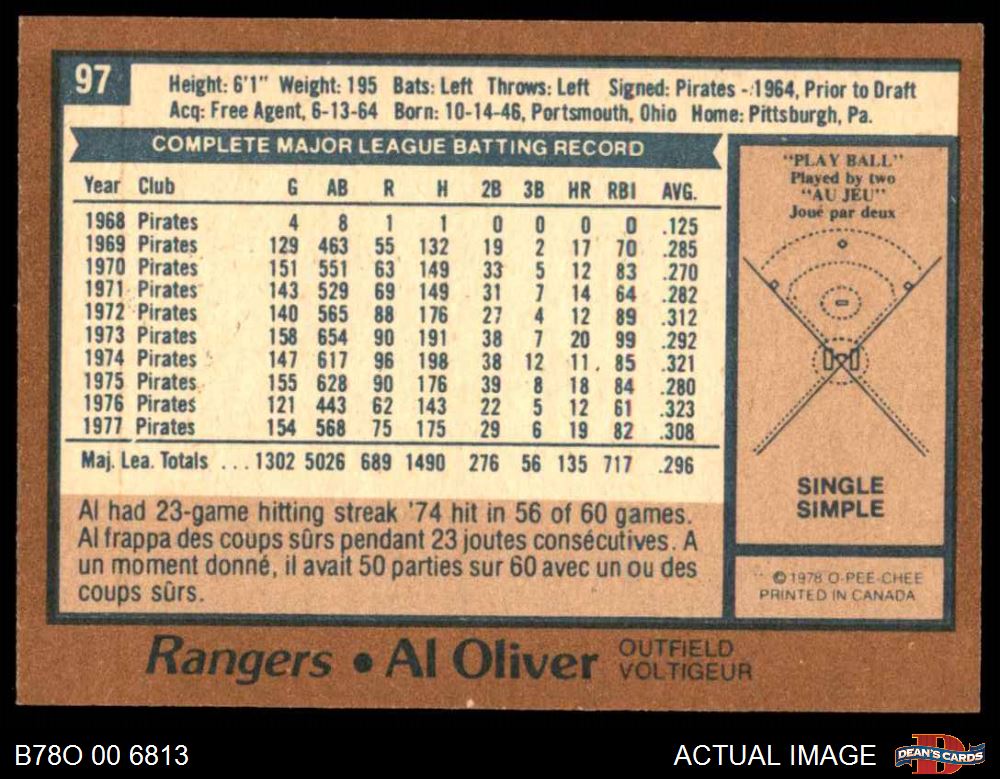 97
Height: 6'1" Weight: 195 Bats: Left Throws: Left Signed: Pirates - 1964, Prior to Draft
Acq: Free Agent, 6-13-64 Born: 10-14-46, Portsmouth, Ohio Home: Pittsburgh, Pa.
COMPLETE MAJOR LEAGUE BATTING RECORD
Year Club G AB R H 2B 3B HR RBI AVG.
1968 Pirates 4 8 1 1 0 0 0 0 .125
1969 Pirates 129 463 55 132 19 2 17 70 .285
1970 Pirates 151 551 63 149 33 5 12 83 .270
1971 Pirates 143 529 69 149 31 7 14 64 .282
1972 Pirates 140 565 88 176 27 4 12 89 .312
1973 Pirates 158 654 90 191 38 7 20 99 .292
1974 Pirates 147 617 96 198 38 12 11 85 .321
1975 Pirates 155 628 90 176 39 8 18 84 .280
1976 Pirates 121 443 62 143 22 5 12 61 .323
1977 Pirates 154 568 75 175 29 6 19 82 .308
Maj. Lea. Totals ...1302 5026 689 1490 276 56 135 717 .296
Al had 23-game hitting streak '74 hit in 56 of 60 games.
Al frappa des coups sûrs pendant 23 joutes consécutives. A
un moment donné, il avait 50 parties sur 60 avec un ou des
coups sûrs.
"PLAY BALL"
Played by two
"AU JEU"
Joué par deux
SINGLE
SIMPLE
© 1978 O-PEE-CHEE
PRINTED IN CANADA
Rangers • Al Oliver OUTFIELD
VOLTIGEUR
B78O 00 6813
ACTUAL IMAGE
DEAN'S CARDS